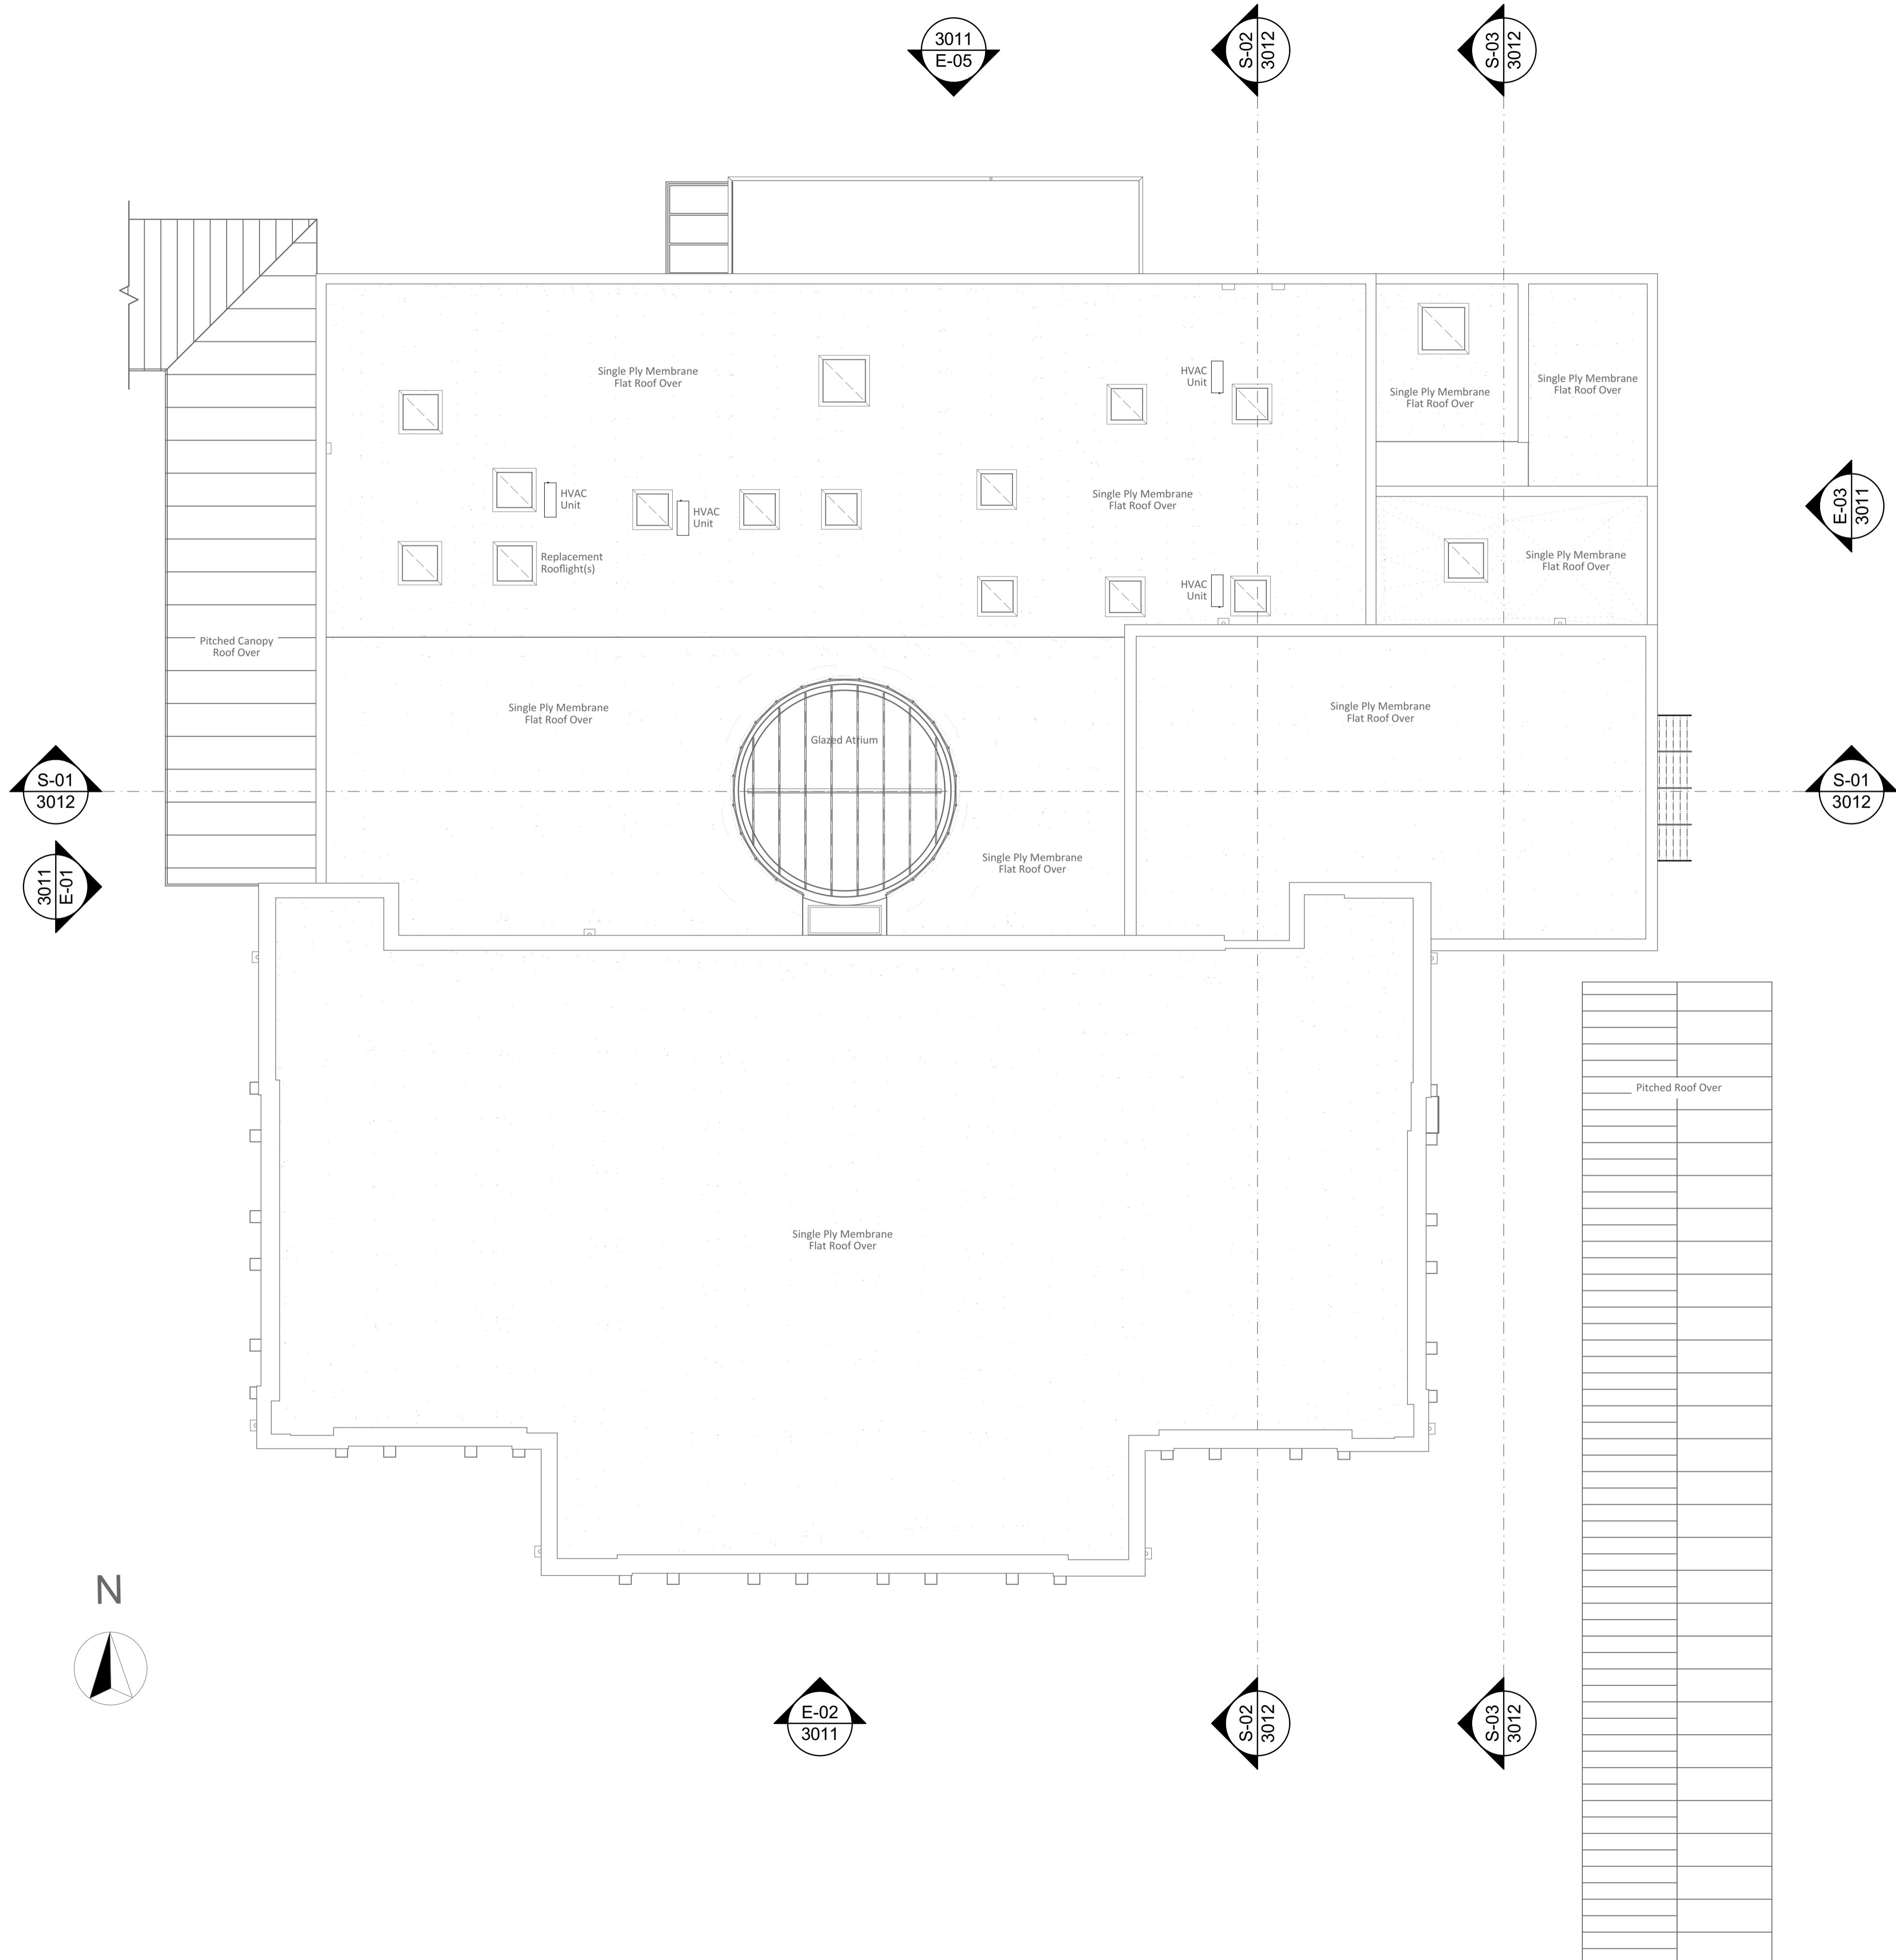 3011
E-05
S-02
3012
S-03
3012
Single Ply Membrane
Flat Roof Over
HVAC
Unit
Single Ply Membrane
Flat Roof Over
Single Ply Membrane
Flat Roof Over
HVAC
Unit
HVAC
Unit
Single Ply Membrane
Flat Roof Over
E-03
3011
Replacement
Rooflight(s)
HVAC
Unit
Single Ply Membrane
Flat Roof Over
Pitched Canopy
Roof Over
Single Ply Membrane
Flat Roof Over
Glazed Atrium
Single Ply Membrane
Flat Roof Over
S-01
3012
S-01
3012
3011
E-01
Single Ply Membrane
Flat Roof Over
Pitched Roof Over
Single Ply Membrane
Flat Roof Over
N
E-02
3011
S-02
3012
S-03
3012